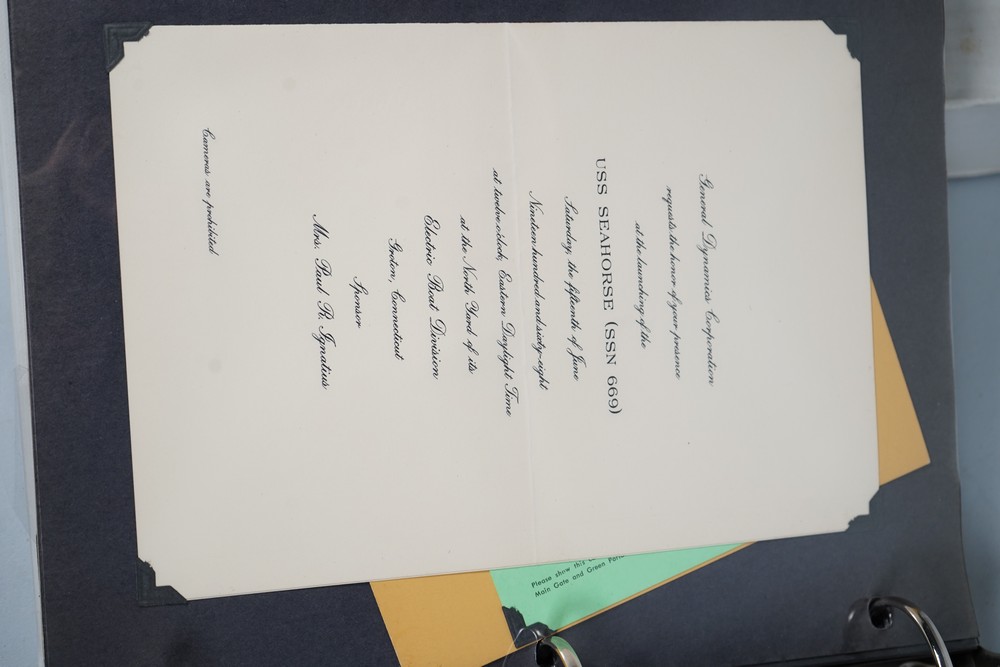 General Dynamics Corporation
requests the honor of your presence
at the launching of the
USS SEAHORSE (SSN 669)
Saturday, the fifteenth of June
Nineteen hundred and sixty-eight
at twelve o'clock, Eastern Daylight Time
at the North Yard of its
Electric Boat Division
Groton, Connecticut
Sponsor
Mrs. Paul R. Ignatius
Cameras are prohibited
Please show this
Main Gate and Green